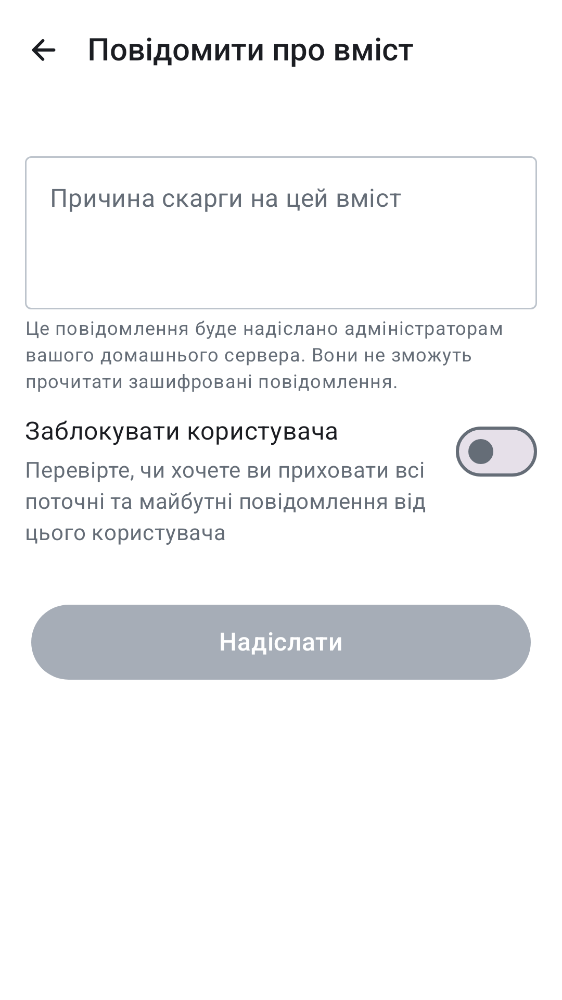 Повідомити про вміст
Причина скарги на цей вміст
Це повідомлення буде надіслано адміністраторам
вашого домашнього сервера. Вони не зможуть
прочитати зашифровані повідомлення.
Заблокувати користувача
Перевірте, чи хочете ви приховати всі
поточні та майбутні повідомлення від
цього користувача
Надіслати